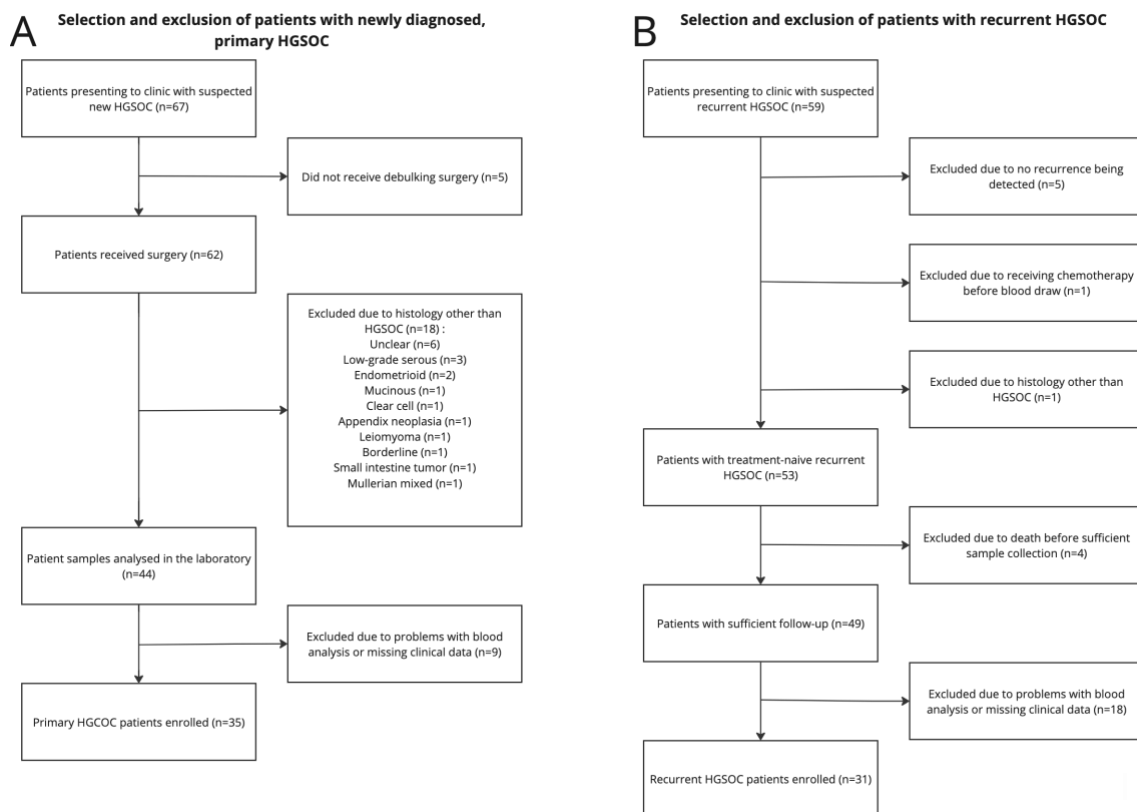 A
Selection and exclusion of patients with newly diagnosed,
primary HGSOC
Patients presenting to clinic with suspected
new HGSOC (n=67)
Did not receive debulking surgery (n=5)
Patients received surgery (n=62)
Excluded due to histology other than
HGSOC (n=18) :
Unclear (n=6)
Low-grade serous (n=3)
Endometrioid (n=2)
Mucinous (n=1)
Clear cell (n=1)
Appendix neoplasia (n=1)
Leiomyoma (n=1)
Borderline (n=1)
Small intestine tumor (n=1)
Mullerian mixed (n=1)
Patient samples analysed in the laboratory
(n=44)
Excluded due to problems with blood
analysis or missing clinical data (n=9)
Primary HGCOC patients enrolled (n=35)
B
Selection and exclusion of patients with recurrent HGSOC
Patients presenting to clinic with suspected
recurrent HGSOC (n=59)
Excluded due to no recurrence being
detected (n=5)
Excluded due to receiving chemotherapy
before blood draw (n=1)
Excluded due to histology other than
HGSOC (n=1)
Patients with treatment-naive recurrent
HGSOC (n=53)
Excluded due to death before sufficient
sample collection (n=4)
Patients with sufficient follow-up (n=49)
Excluded due to problems with blood
analysis or missing clinical data (n=18)
Recurrent HGSOC patients enrolled (n=31)